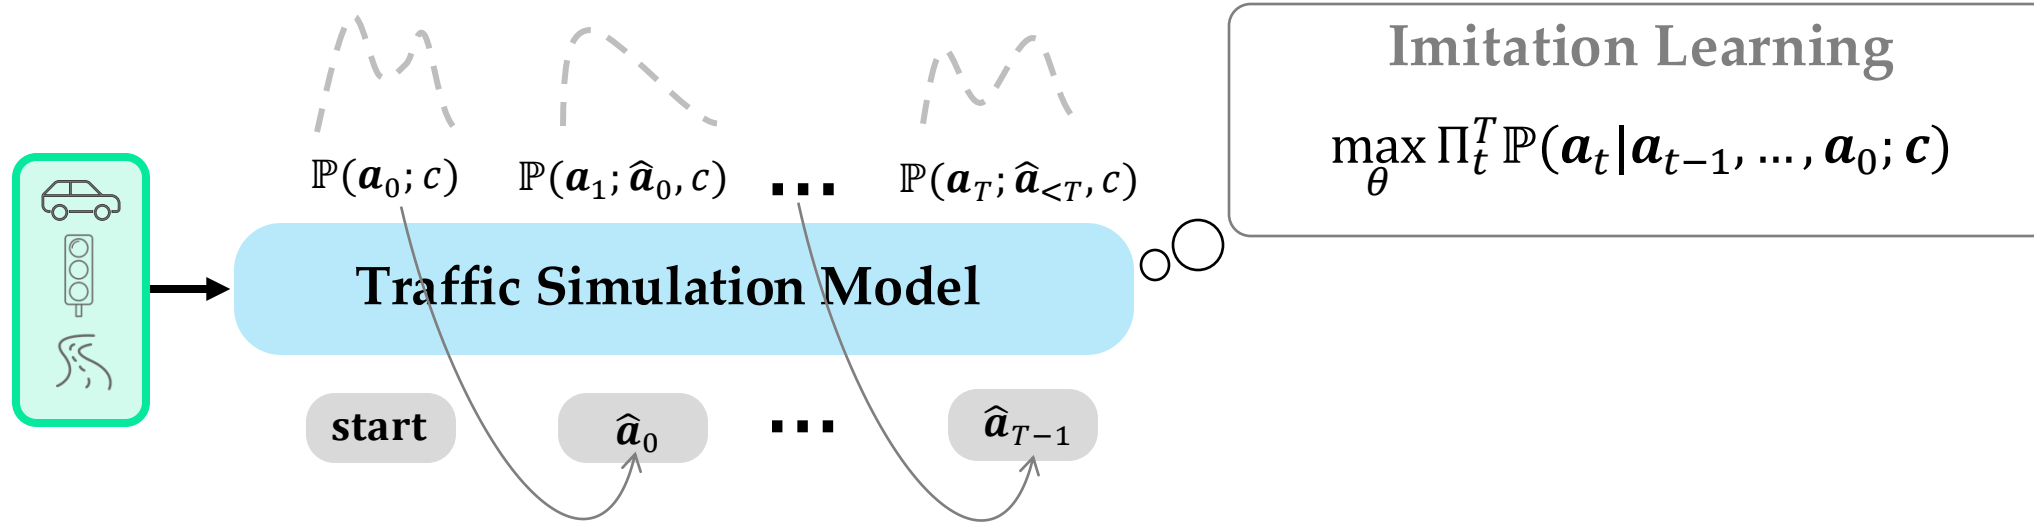 Imitation Learning
max_θ Π_t^T ℙ(𝒂_t|𝒂_{t−1}, …, 𝒂_0; 𝒄)
ℙ(𝒂_0; c) ℙ(𝒂_1; 𝒂̂_0, c) … ℙ(𝒂_T; 𝒂̂_{<T}, c)
Traffic Simulation Model
start 𝒂̂_0 … 𝒂̂_{T−1}